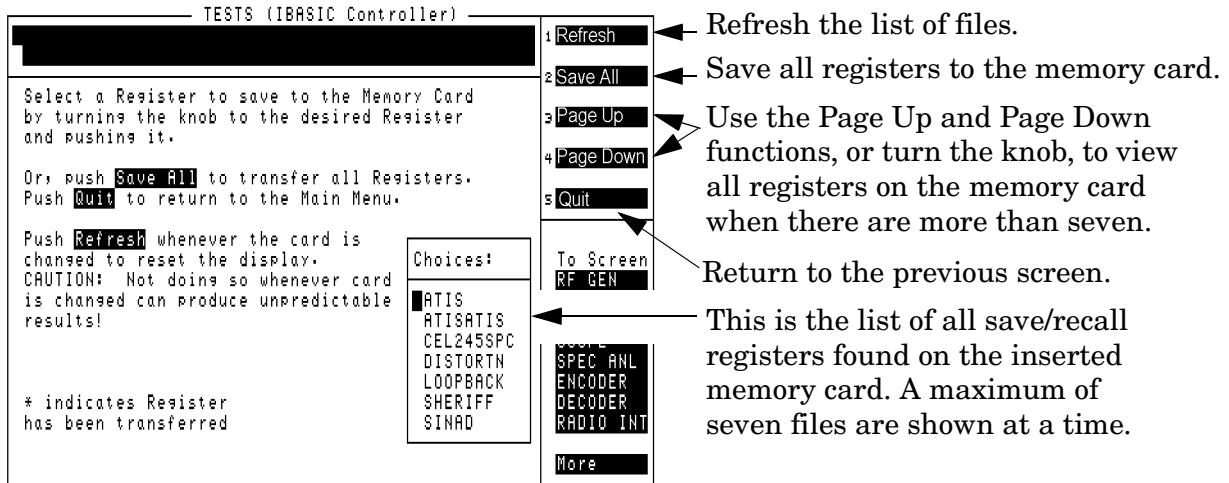 TESTS (IBASIC Controller)
Select a Register to save to the Memory Card
by turning the knob to the desired Register
and pushing it.
Or, push Save All to transfer all Registers.
Push Quit to return to the Main Menu.
Push Refresh whenever the card is
changed to reset the display.
CAUTION: Not doing so whenever card
is changed can produce unpredictable
results!
* indicates Register
has been transferred
Choices:
ATIS
ATISATIS
CEL245SPC
DISTORTN
LOOPBACK
SHERIFF
SINAD
1 Refresh
2 Save All
3 Page Up
4 Page Down
5 Quit
To Screen
RF GEN
SPEC ANL
ENCODER
DECODER
RADIO INT
More
Refresh the list of files.
Save all registers to the memory card.
Use the Page Up and Page Down
functions, or turn the knob, to view
all registers on the memory card
when there are more than seven.
Return to the previous screen.
This is the list of all save/recall
registers found on the inserted
memory card. A maximum of
seven files are shown at a time.